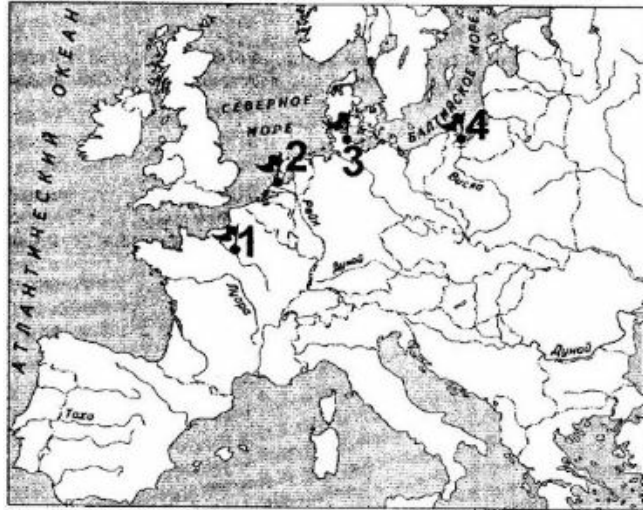 АТЛАНТИЧЕСКИЙ ОКЕАН
СЕВЕРНОЕ
МОРЕ
БАЛТИЙСКОЕ МОРЕ
4
2
3
Висла
Рейн
1
Дунай
Луара
Дунай
Тахо